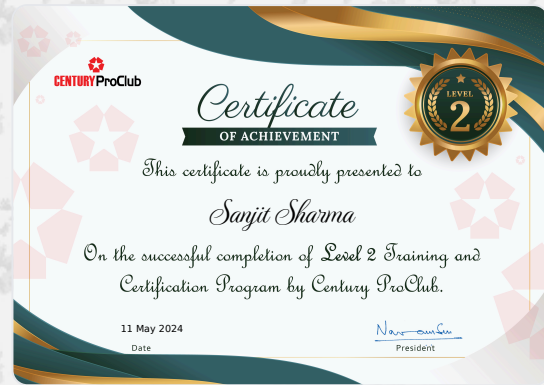 CENTURY ProClub
LEVEL
2
Certificate
OF ACHIEVEMENT
This certificate is proudly presented to
Sanjit Sharma
On the successful completion of Level 2 Training and
Certification Program by Century ProClub.
11 May 2024
Date
President